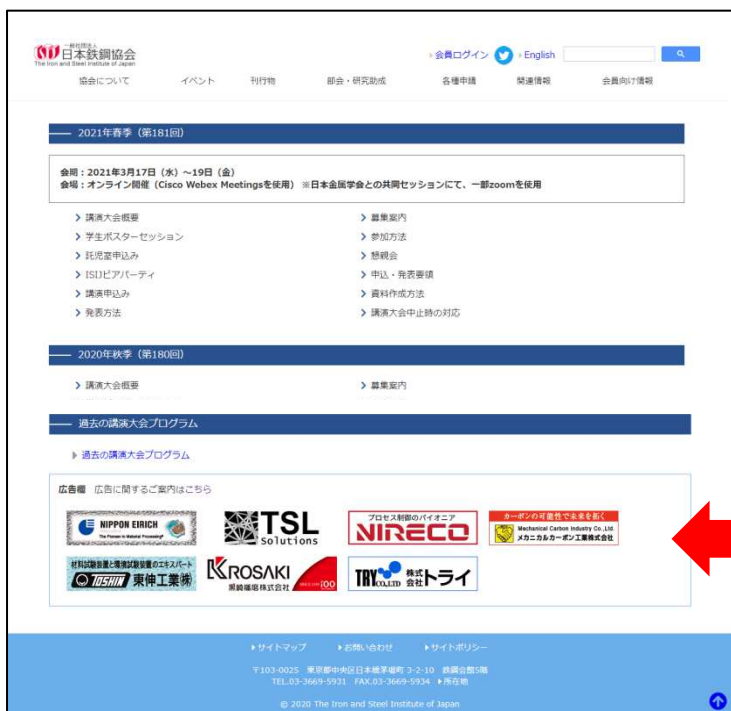 一般社団法人
日本鉄鋼協会
The Iron and Steel Institute of Japan
会員ログイン English
協会について イベント 刊行物 部会・研究助成 各種申請 関連情報 会員向け情報
2021年春季（第181回）
会期：2021年3月17日（水）～19日（金）
会場：オンライン開催（Cisco Webex Meetingsを使用） ※日本金属学会との共同セッションにて、一部zoomを使用
講演大会概要 募集案内
学生ポスターセッション 参加方法
託児室申込み 懇親会
ISIJビアパーティ 申込・発表要領
講演申込み 資料作成方法
発表方法 講演大会中止時の対応
2020年秋季（第180回）
講演大会概要 募集案内
過去の講演大会プログラム
過去の講演大会プログラム
広告欄 広告に関するご案内はこちら
NIPPON EIRICH
The Pioneer in Material Processing®
TSL
Solutions
プロセス制御のパイオニア
NIRECO
カーボンの可能性で未来を拓く
Mechanical Carbon Industry Co.,Ltd.
メカニカルカーボン工業株式会社
材料試験装置と環境試験装置のエキスパート
TOSHIN 東伸工業㈱
KROSAKI
黒崎播磨株式会社 100
TRY CO.,LTD 株式会社トライ
サイトマップ お問い合わせ サイトポリシー
〒103-0025 東京都中央区日本橋茅場町 3-2-10 鉄鋼会館5階
TEL.03-3669-5931 FAX.03-3669-5934 所在地
© 2020 The Iron and Steel Institute of Japan